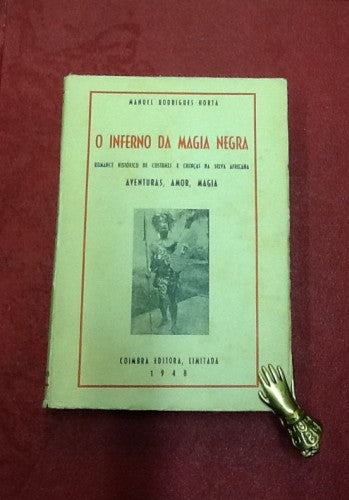 MANUEL RODRIGUES HORTA
O INFERNO DA MAGIA NEGRA
ROMANCE HISTÓRICO DE COSTUMES E CRENÇAS DA SELVA AFRICANA
AVENTURAS, AMOR, MAGIA
COIMBRA EDITORA, LIMITADA
1948